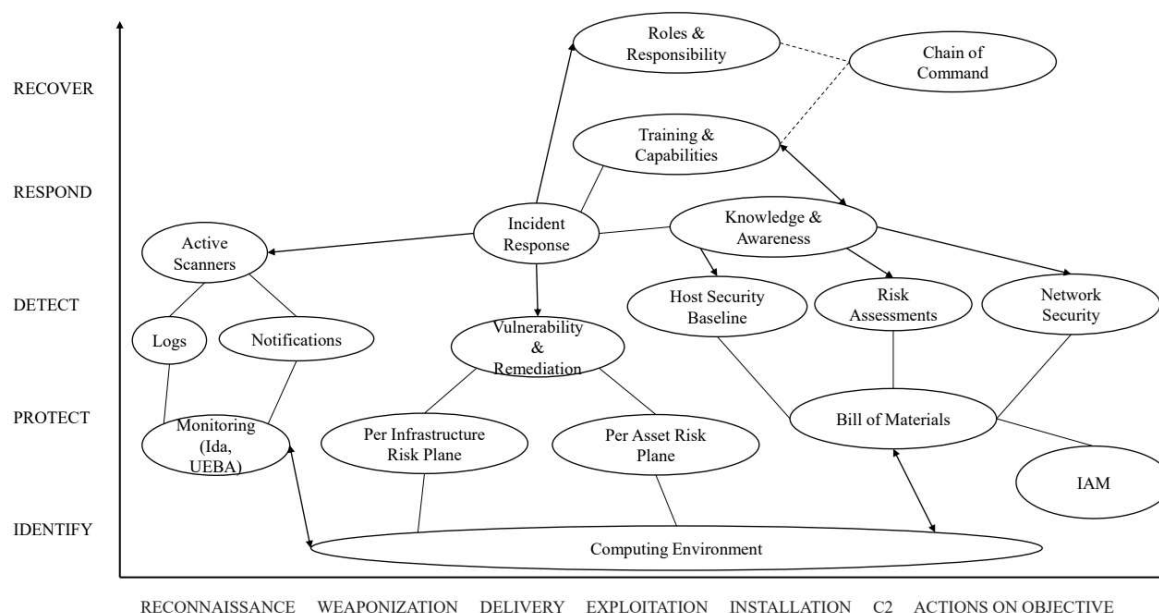 RECOVER
RESPOND
DETECT
PROTECT
IDENTIFY
Roles &
Responsibility
Chain of
Command
Training &
Capabilities
Incident
Response
Knowledge &
Awareness
Active
Scanners
Host Security
Baseline
Risk
Assessments
Network
Security
Logs
Notifications
Vulnerability
&
Remediation
Monitoring
(Ida,
UEBA)
Per Infrastructure
Risk Plane
Per Asset Risk
Plane
Bill of Materials
IAM
Computing Environment
RECONNAISSANCE WEAPONIZATION DELIVERY EXPLOITATION INSTALLATION C2 ACTIONS ON OBJECTIVE